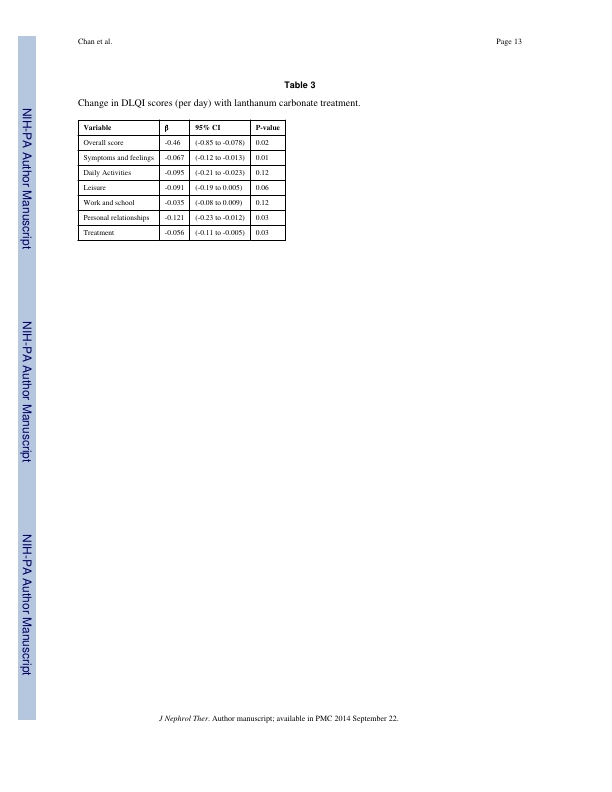 Chan et al. Page 13
Table 3
Change in DLQI scores (per day) with lanthanum carbonate treatment.
Variable β 95% CI P-value
Overall score -0.46 (-0.85 to -0.078) 0.02
Symptoms and feelings -0.067 (-0.12 to -0.013) 0.01
Daily Activities -0.095 (-0.21 to -0.023) 0.12
Leisure -0.091 (-0.19 to 0.005) 0.06
Work and school -0.035 (-0.08 to 0.009) 0.12
Personal relationships -0.121 (-0.23 to -0.012) 0.03
Treatment -0.056 (-0.11 to -0.005) 0.03
J Nephrol Ther. Author manuscript; available in PMC 2014 September 22.
NIH-PA Author Manuscript
NIH-PA Author Manuscript
NIH-PA Author Manuscript